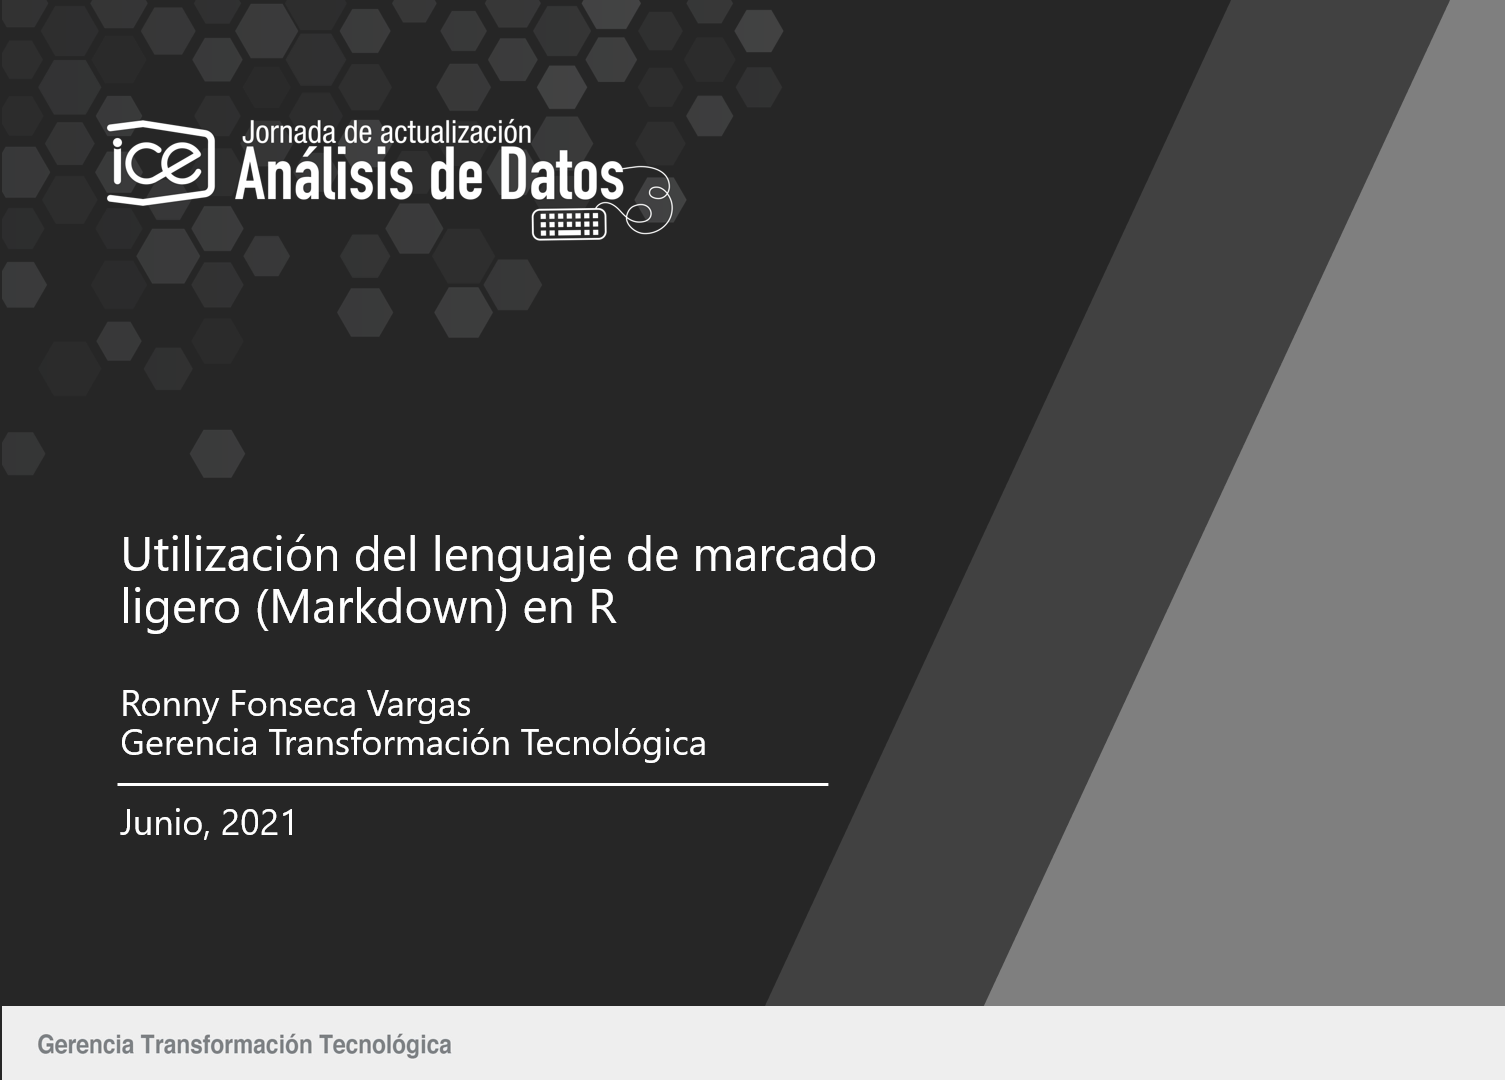 ice
Jornada de actualización
Análisis de Datos
Utilización del lenguaje de marcado
ligero (Markdown) en R
Ronny Fonseca Vargas
Gerencia Transformación Tecnológica
Junio, 2021
Gerencia Transformación Tecnológica